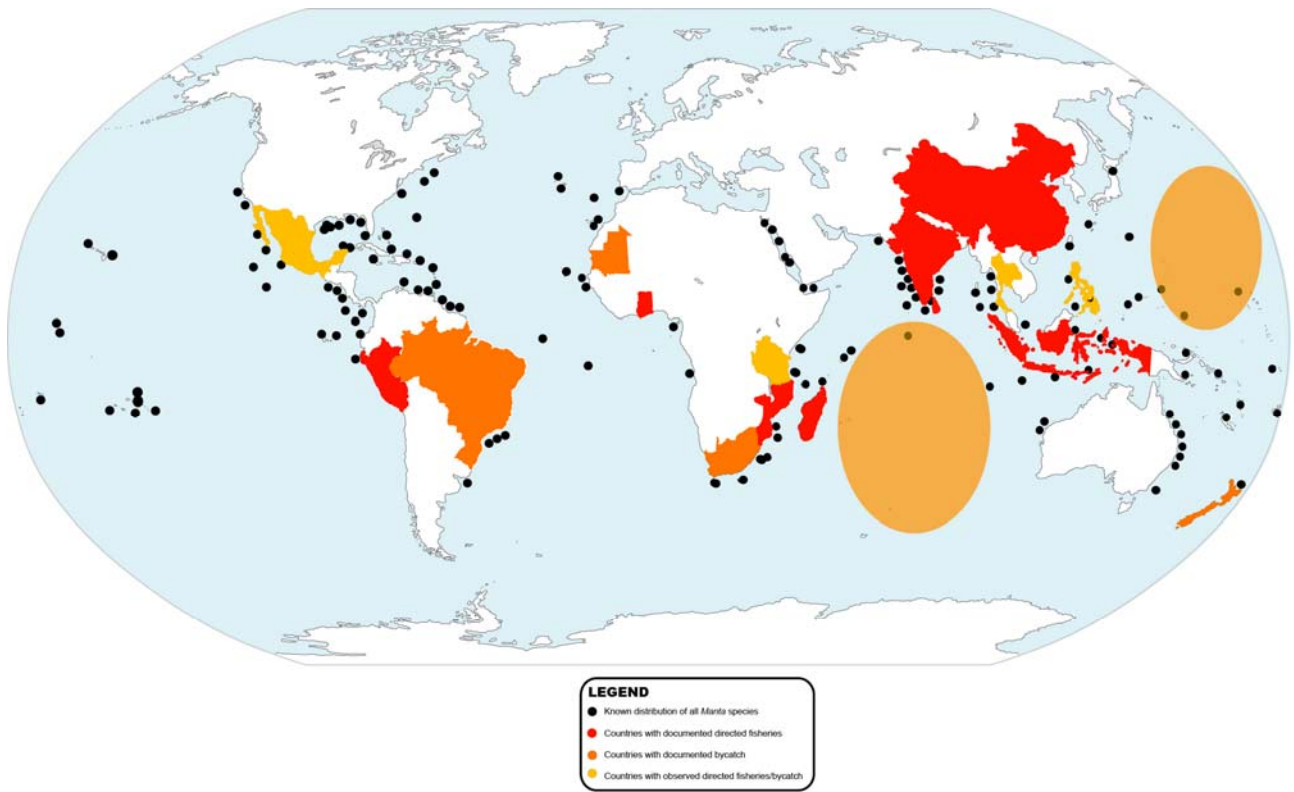 LEGEND
Known distribution of all Manta species
Countries with documented directed fisheries
Countries with documented bycatch
Countries with observed directed fisheries/bycatch